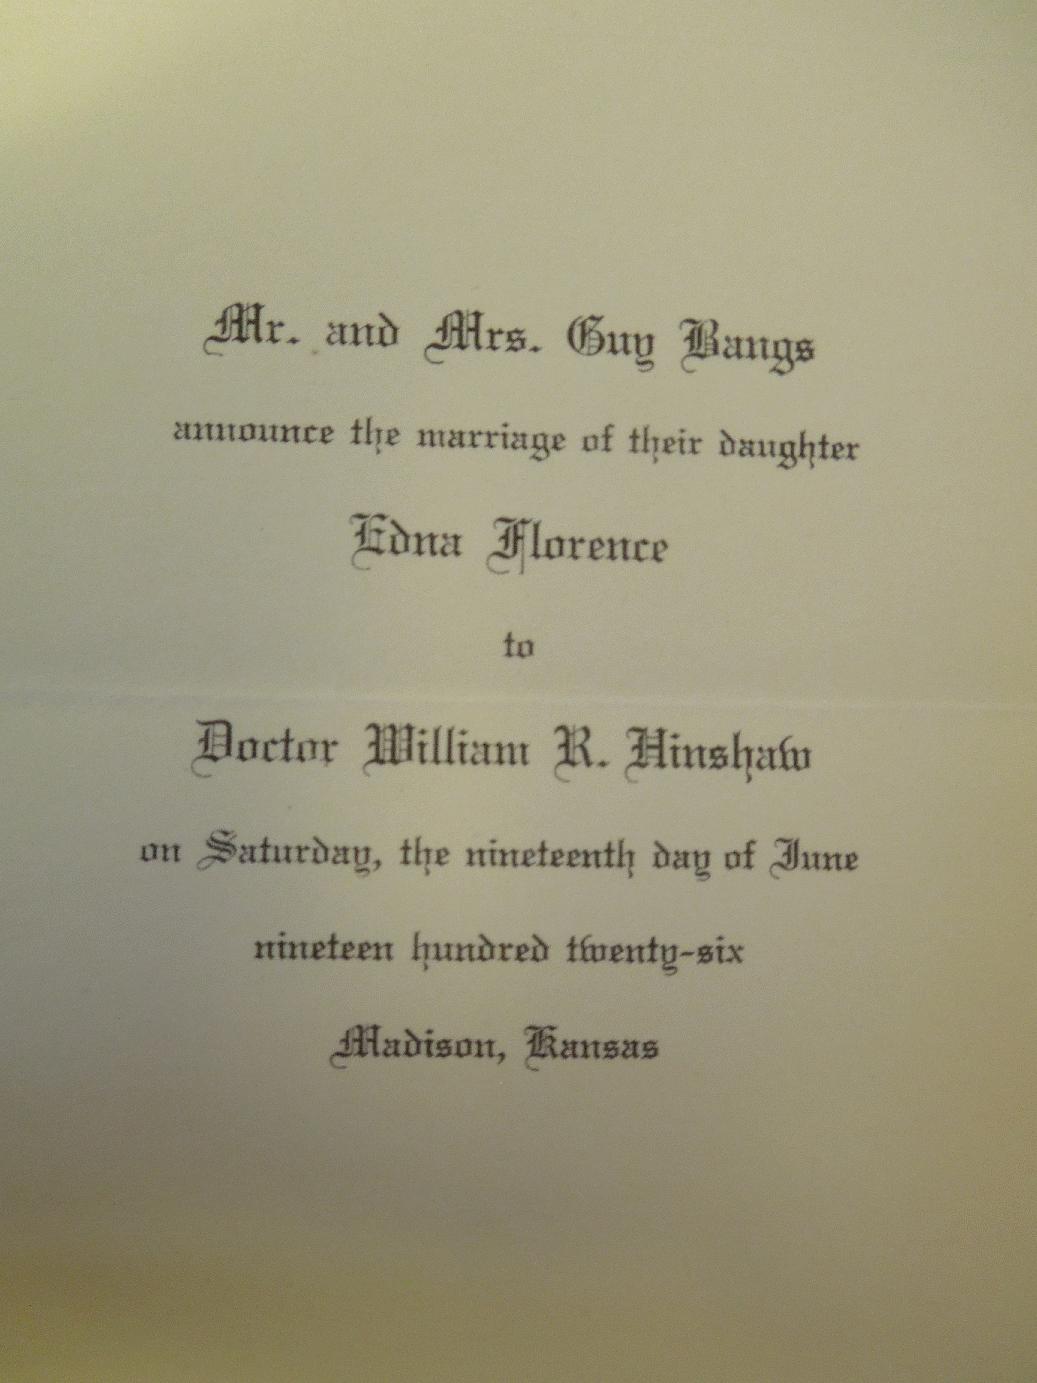 Mr. and Mrs. Guy Bangs
announce the marriage of their daughter
Edna Florence
to
Doctor William R. Hinshaw
on Saturday, the nineteenth day of June
nineteen hundred twenty-six
Madison, Kansas